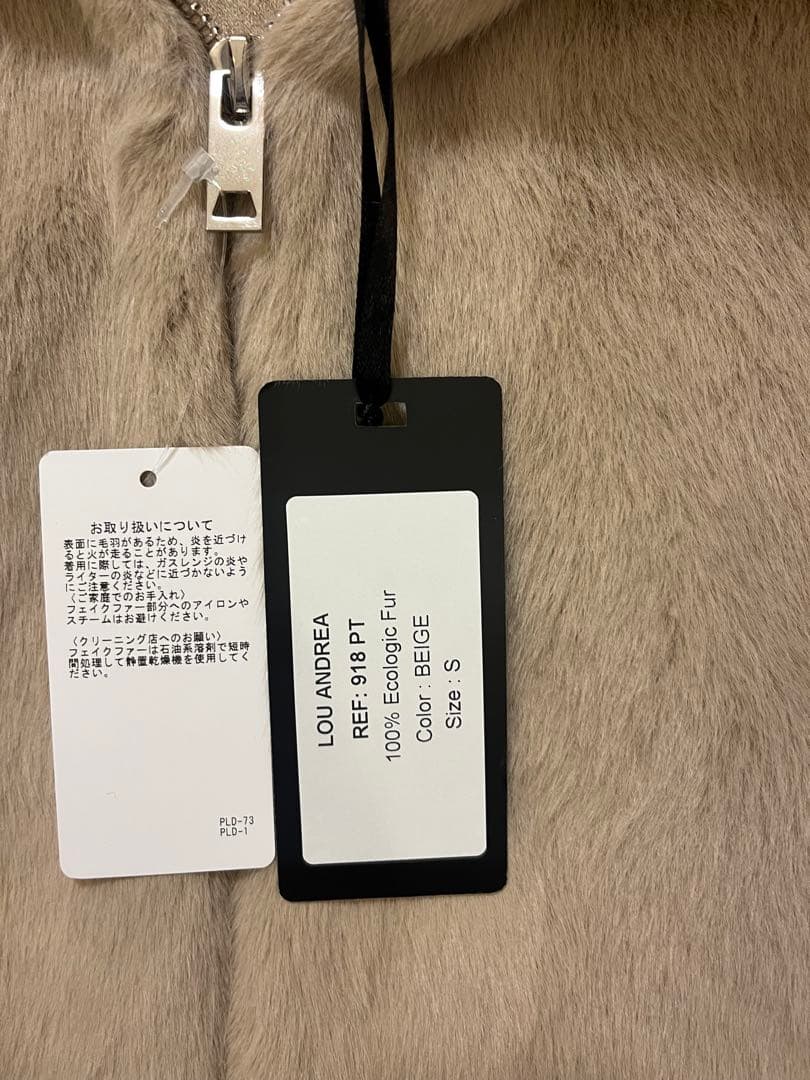 お取り扱いについて
表面に毛羽があるため、炎を近づけ
ると火が走ることがあります。
着用に際しては、ガスレンジの炎や
ライターの炎などに近づかないよう
にご注意ください。
〈ご家庭でのお手入れ〉
フェイクファー部分へのアイロンや
スチームはお避けください。
〈クリーニング店へのお願い〉
フェイクファーは石油系溶剤で短時
間処理して静置乾燥機を使用してく
ださい。
PLD-73
PLD-1
LOU ANDREA
REF: 918 PT
100% Ecologic Fur
Color : BEIGE
Size : S